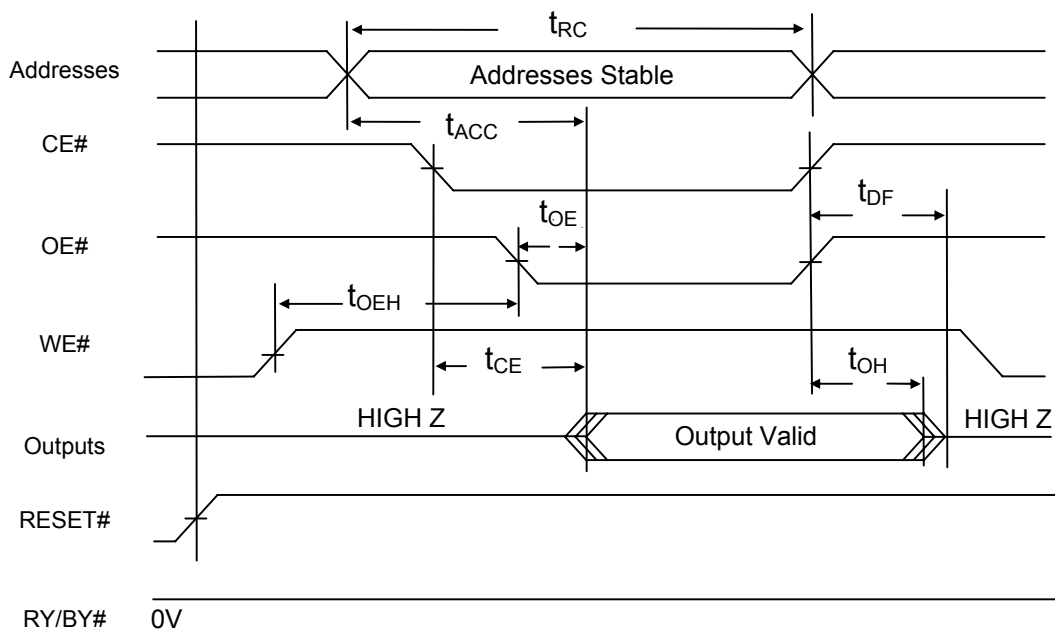 tRC
Addresses
Addresses Stable
tACC
CE#
tDF
tOE
OE#
tOEH
WE#
tCE
tOH
HIGH Z
HIGH Z
Output Valid
Outputs
RESET#
RY/BY# 0V